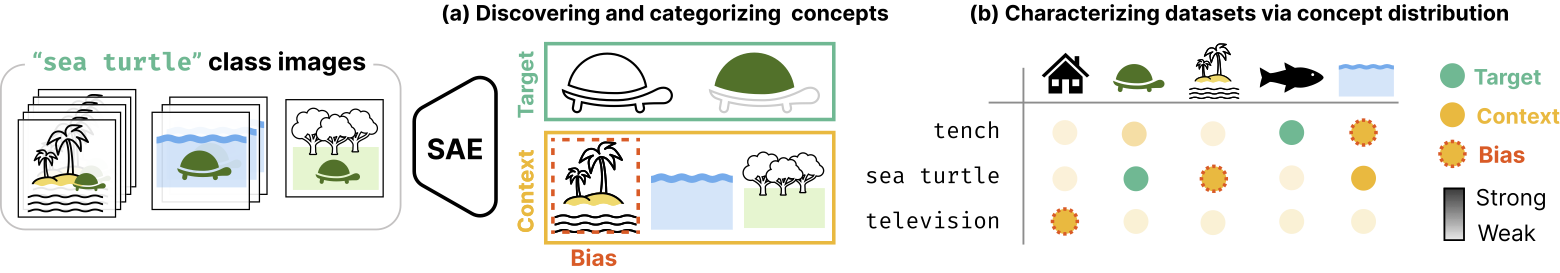 (a) Discovering and categorizing concepts
(b) Characterizing datasets via concept distribution
“sea turtle” class images
SAE
Target
Context
Bias
tench
sea turtle
television
Target
Context
Bias
Strong
Weak